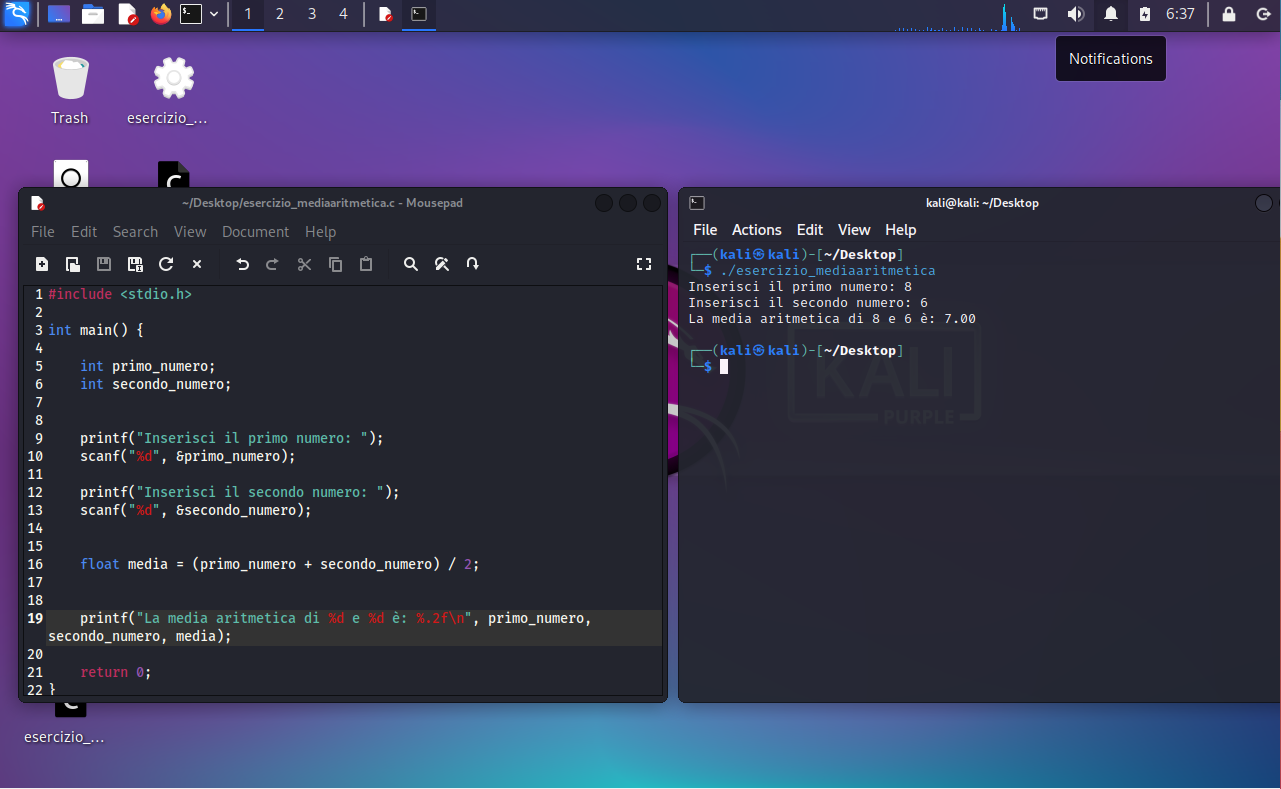 1 2 3 4 6:37
Notifications
Trash esercizio_...
C
~/Desktop/esercizio_mediaaritmetica.c - Mousepad
File Edit Search View Document Help
1 #include <stdio.h>
2
3 int main() {
4
5     int primo_numero;
6     int secondo_numero;
7
8
9     printf("Inserisci il primo numero: ");
10     scanf("%d", &primo_numero);
11
12     printf("Inserisci il secondo numero: ");
13     scanf("%d", &secondo_numero);
14
15
16     float media = (primo_numero + secondo_numero) / 2;
17
18
19     printf("La media aritmetica di %d e %d è: %.2f\n", primo_numero,
secondo_numero, media);
20
21     return 0;
22 }
C
esercizio_...
kali@kali: ~/Desktop
File Actions Edit View Help
┌──(kali㉿kali)-[~/Desktop]
└─$ ./esercizio_mediaaritmetica
Inserisci il primo numero: 8
Inserisci il secondo numero: 6
La media aritmetica di 8 e 6 è: 7.00
┌──(kali㉿kali)-[~/Desktop]
└─$
KALI
PURPLE